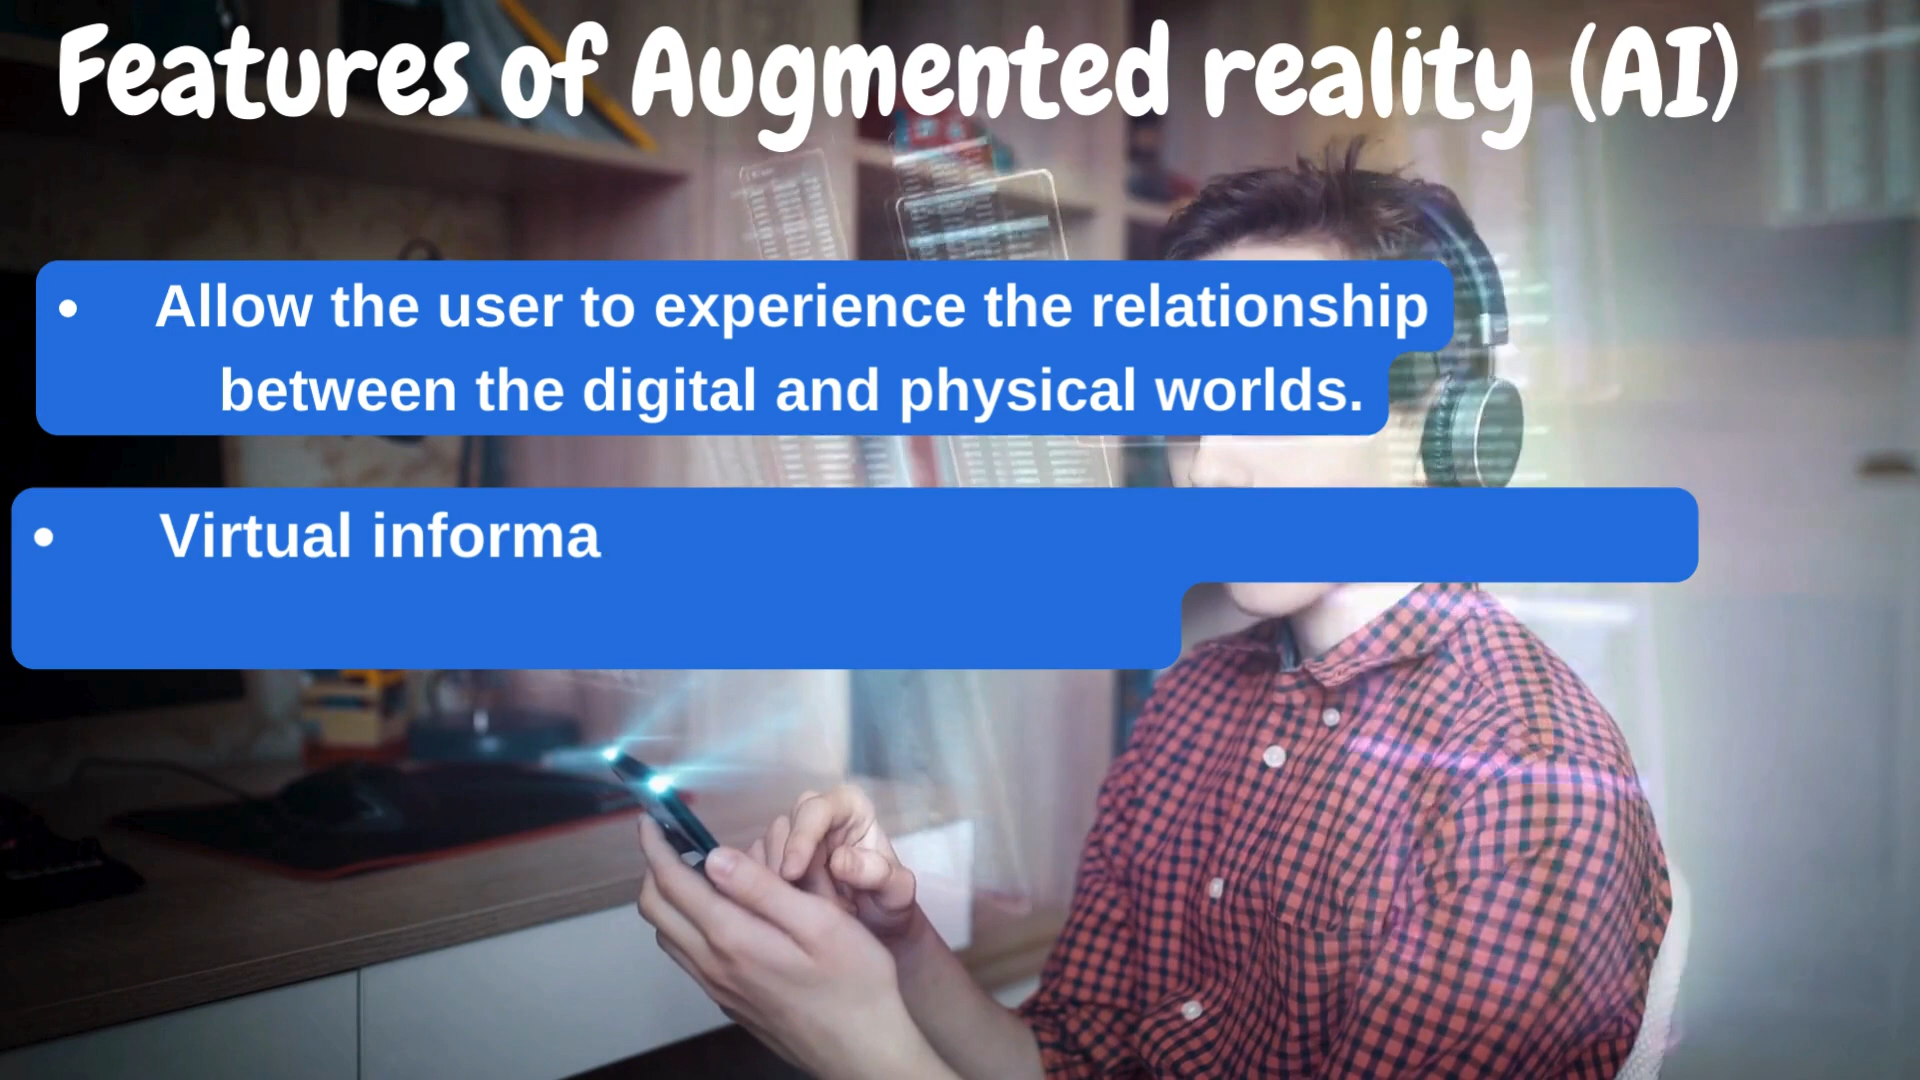 Features of Augmented reality (AI)
• Allow the user to experience the relationship
between the digital and physical worlds.
• Virtual informa